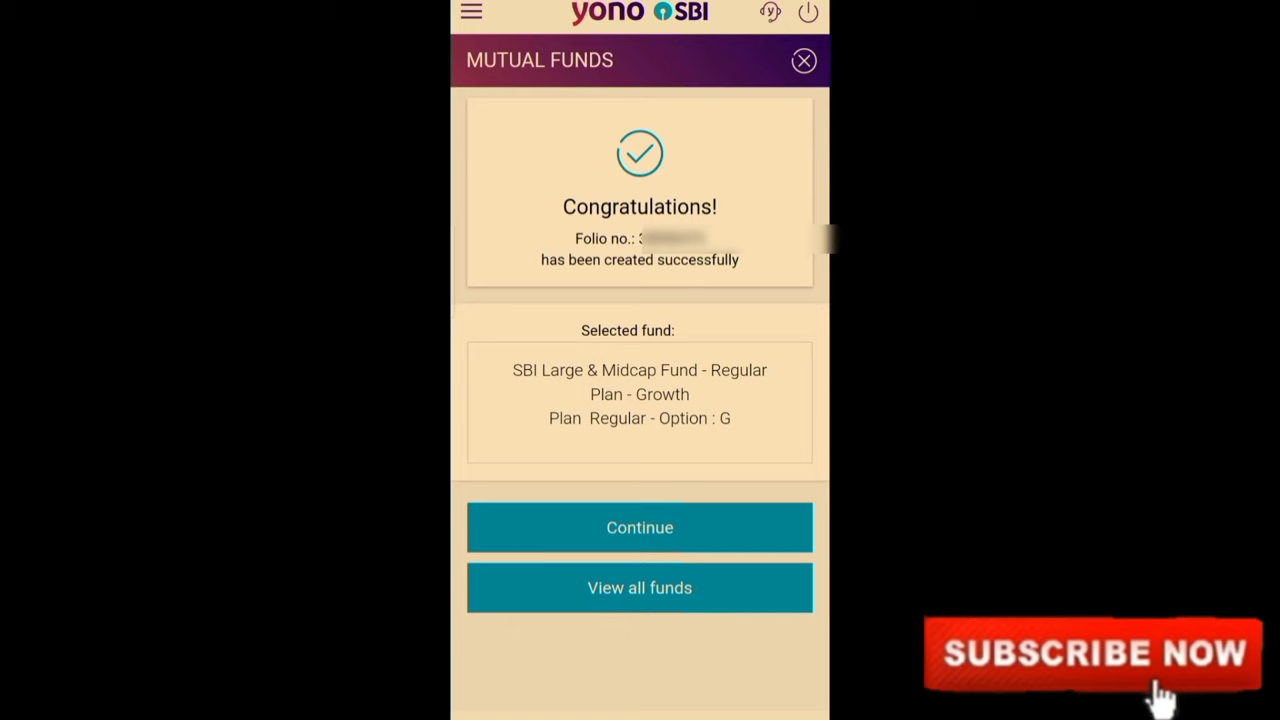 yono SBI
MUTUAL FUNDS
Congratulations!
Folio no.:
has been created successfully
Selected fund:
SBI Large & Midcap Fund - Regular
Plan - Growth
Plan Regular - Option : G
Continue
View all funds
SUBSCRIBE NOW